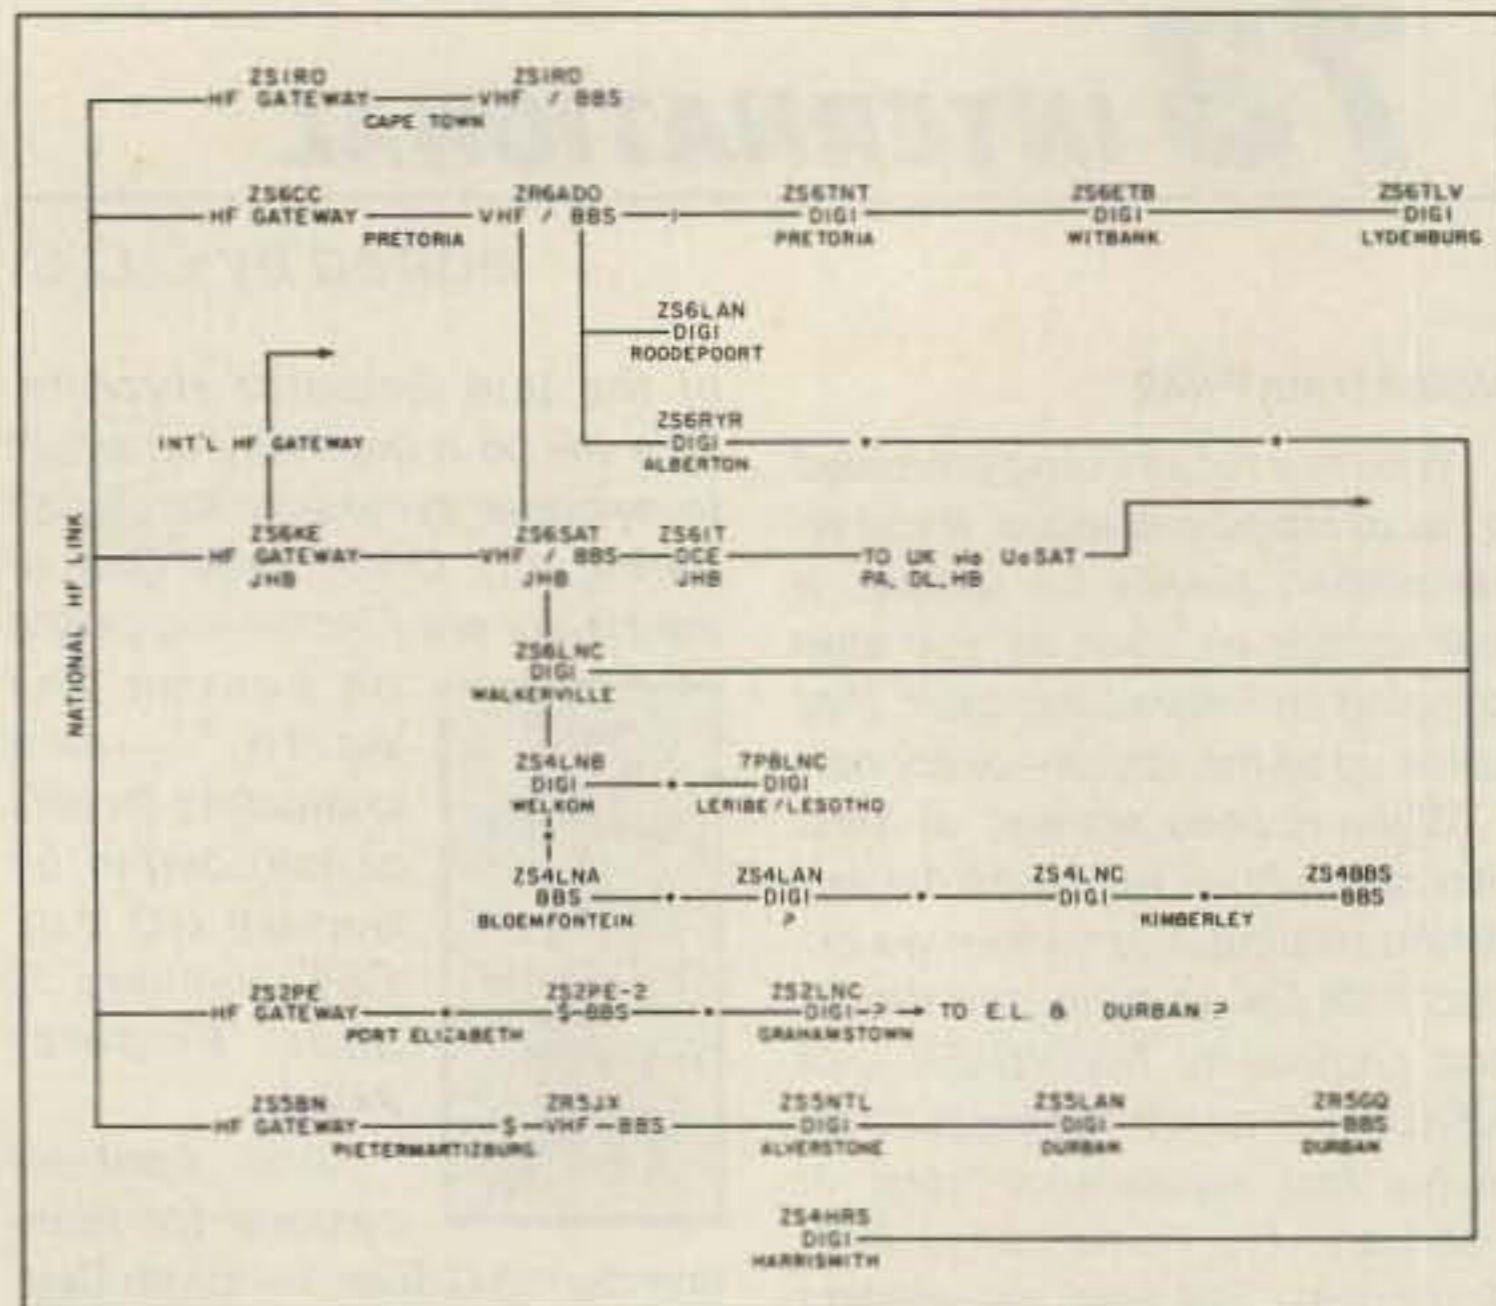 ZS1RO ZS1RO
HF GATEWAY VHF / BBS
CAPE TOWN
ZS6CC ZR6ADO ZS6TNT ZS6ETB ZS6TLV
HF GATEWAY VHF / BBS DIGI DIGI DIGI
PRETORIA PRETORIA WITBANK LYDENBURG
ZS6LAN
DIGI
ROODEPOORT
ZS6RYR
INT'L HF GATEWAY DIGI
ALBERTON
NATIONAL HF LINK
ZS6KE ZS6SAT ZS6IT
HF GATEWAY VHF / BBS DCE TO UK via UoSAT
JHB JHB JHB PA, DL, HB
ZS6LNC
DIGI
WALKERVILLE
ZS4LNB 7P8LNC
DIGI DIGI
WELKOM LERIBE/LESOTHO
ZS4LNA ZS4LAN ZS4LNC ZS4BBS
BBS DIGI DIGI BBS
BLOEMFONTEIN ? KIMBERLEY
ZS2PE ZS2PE-2 ZS2LNC
HF GATEWAY $-BBS DIGI-? → TO E.L. & DURBAN ?
PORT ELIZABETH GRAHAMSTOWN
ZS5BN ZR5JX ZS5NTL ZS5LAN ZR5GQ
HF GATEWAY $-VHF-BBS DIGI DIGI BBS
PIETERMARTIZBURG ALVERSTONE DURBAN DURBAN
ZS4HRS
DIGI
HARRISMITH